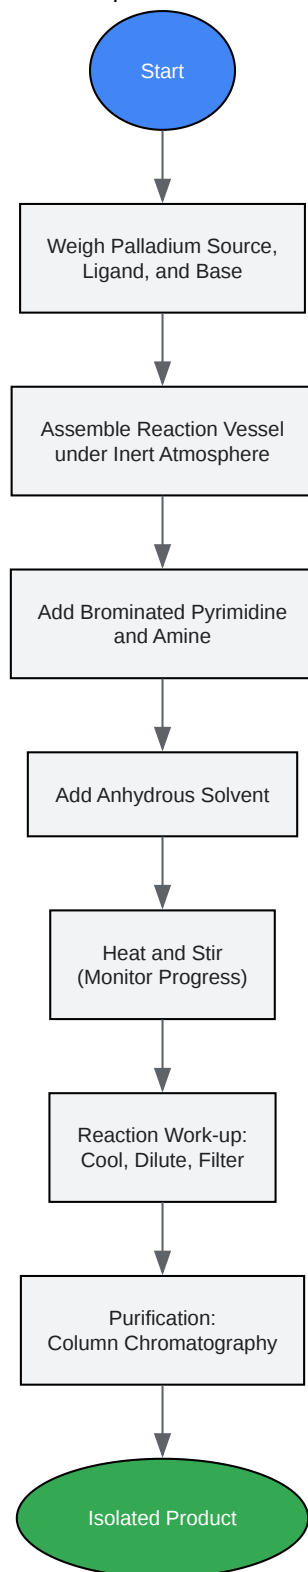 Start
Weigh Palladium Source,
Ligand, and Base
Assemble Reaction Vessel
under Inert Atmosphere
Add Brominated Pyrimidine
and Amine
Add Anhydrous Solvent
Heat and Stir
(Monitor Progress)
Reaction Work-up:
Cool, Dilute, Filter
Purification:
Column Chromatography
Isolated Product